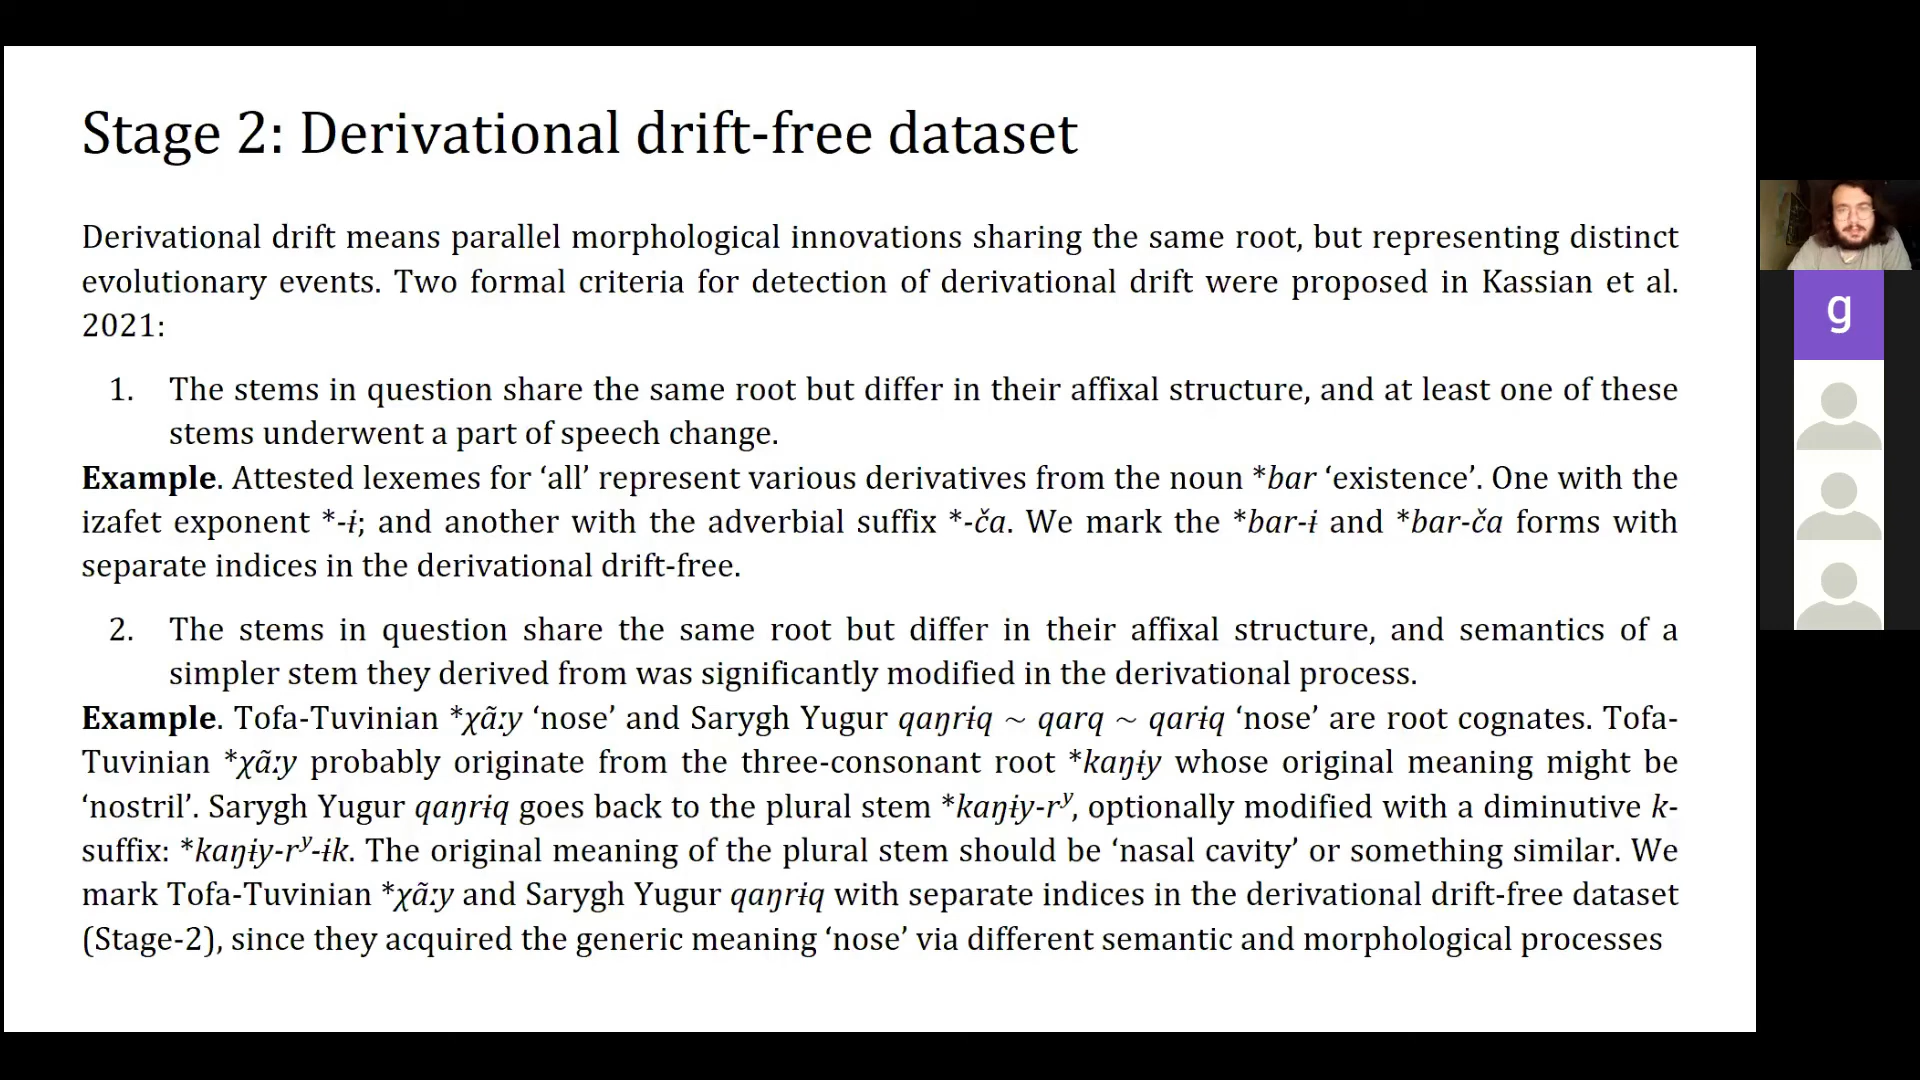 Stage 2: Derivational drift-free dataset
Derivational drift means parallel morphological innovations sharing the same root, but representing distinct
evolutionary events. Two formal criteria for detection of derivational drift were proposed in Kassian et al.
2021:
1. The stems in question share the same root but differ in their affixal structure, and at least one of these
stems underwent a part of speech change.
Example. Attested lexemes for ‘all’ represent various derivatives from the noun *bar ‘existence’. One with the
izafet exponent *-ɨ; and another with the adverbial suffix *-ča. We mark the *bar-ɨ and *bar-ča forms with
separate indices in the derivational drift-free.
2. The stems in question share the same root but differ in their affixal structure, and semantics of a
simpler stem they derived from was significantly modified in the derivational process.
Example. Tofa-Tuvinian *χãːy ‘nose’ and Sarygh Yugur qaŋrɨq ~ qarq ~ qarɨq ‘nose’ are root cognates. Tofa-
Tuvinian *χãːy probably originate from the three-consonant root *kaŋɨy whose original meaning might be
‘nostril’. Sarygh Yugur qaŋrɨq goes back to the plural stem *kaŋɨy-rʸ, optionally modified with a diminutive k-
suffix: *kaŋɨy-rʸ-ɨk. The original meaning of the plural stem should be ‘nasal cavity’ or something similar. We
mark Tofa-Tuvinian *χãːy and Sarygh Yugur qaŋrɨq with separate indices in the derivational drift-free dataset
(Stage-2), since they acquired the generic meaning ‘nose’ via different semantic and morphological processes
g